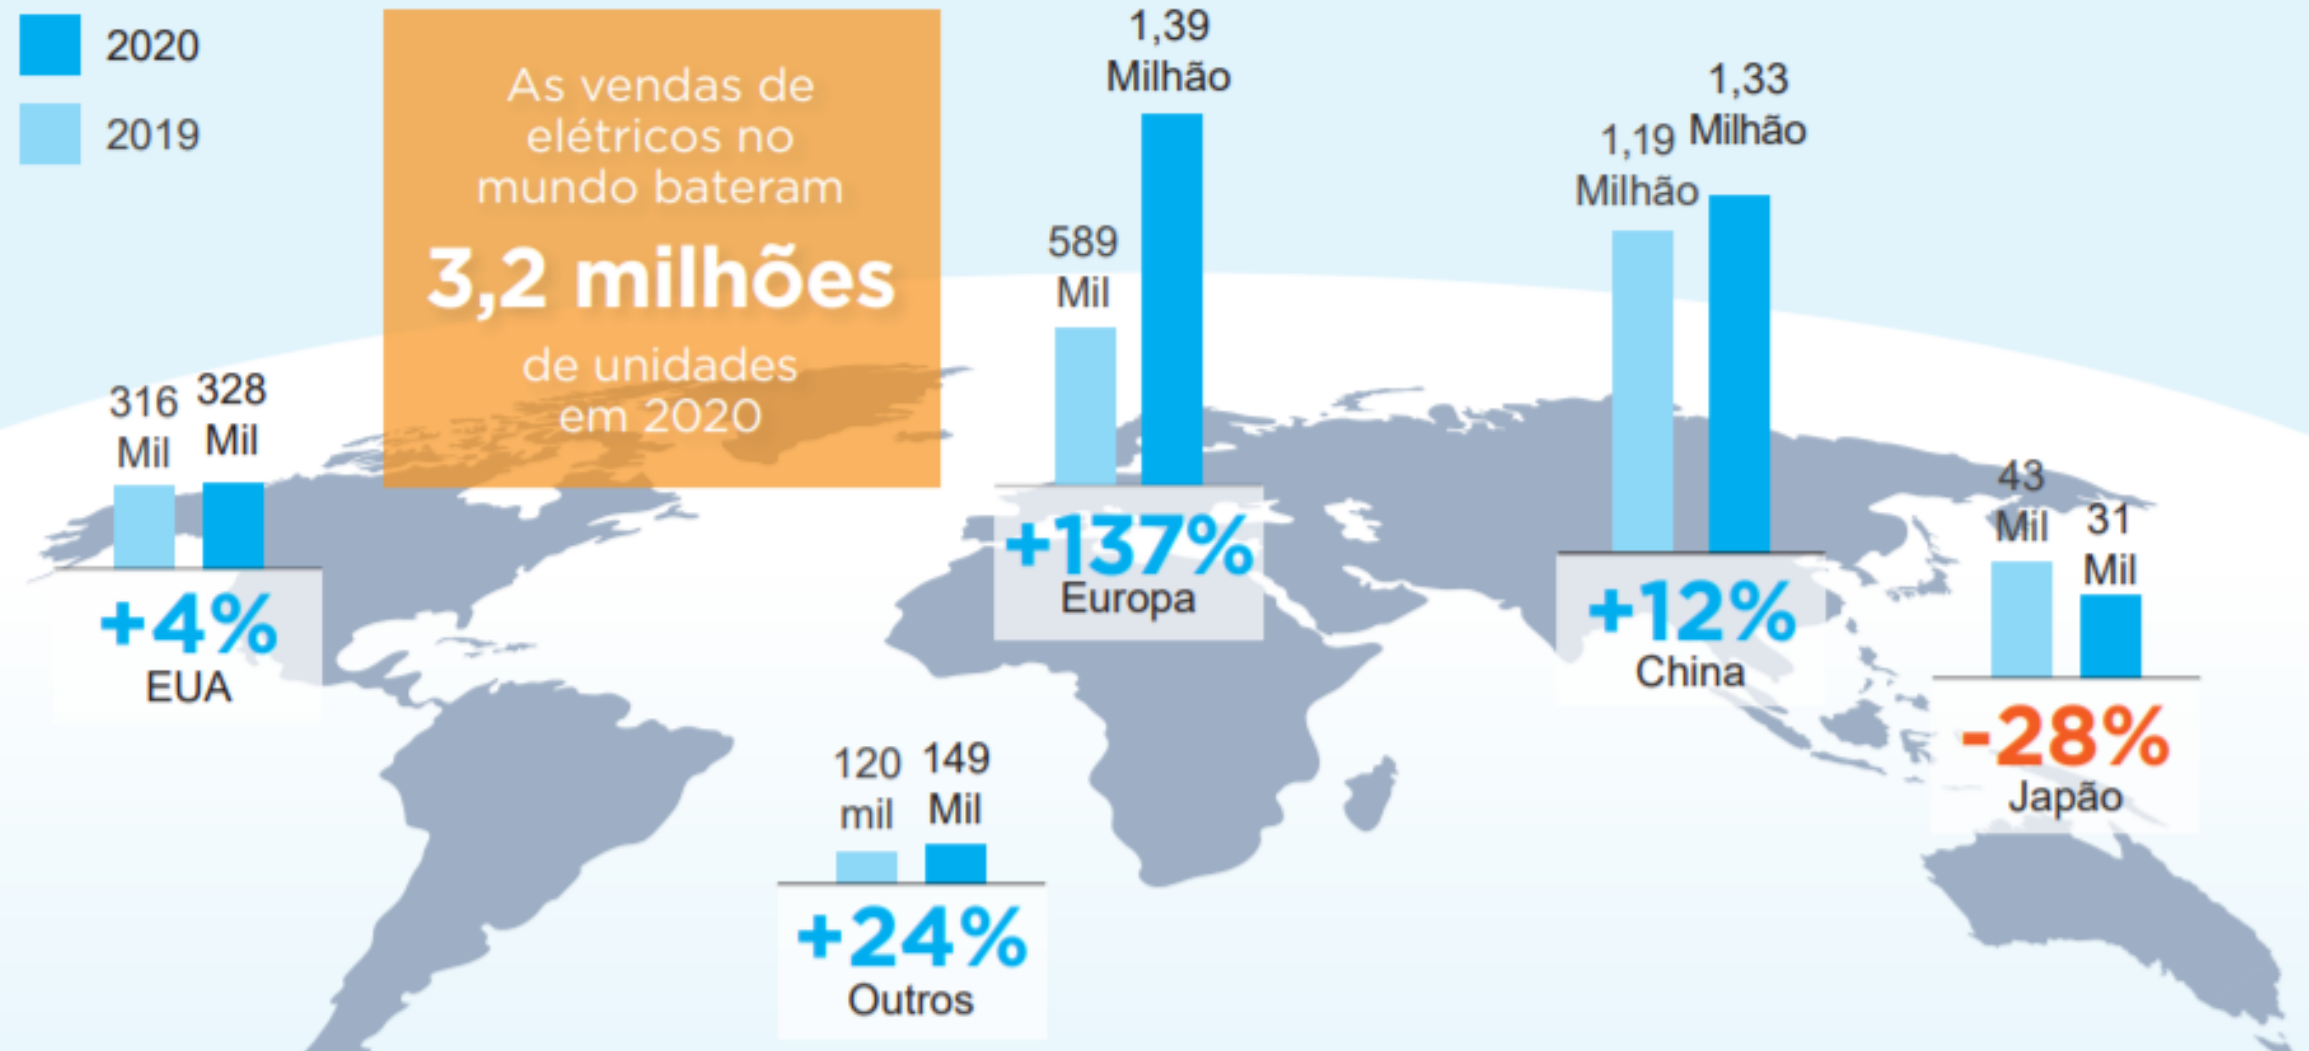 2020
2019
As vendas de
elétricos no
mundo bateram
3,2 milhões
de unidades
em 2020
316
Mil
328
Mil
+4%
EUA
589
Mil
1,39
Milhão
+137%
Europa
1,19
Milhão
1,33
Milhão
+12%
China
43
Mil
31
Mil
-28%
Japão
120
mil
149
Mil
+24%
Outros